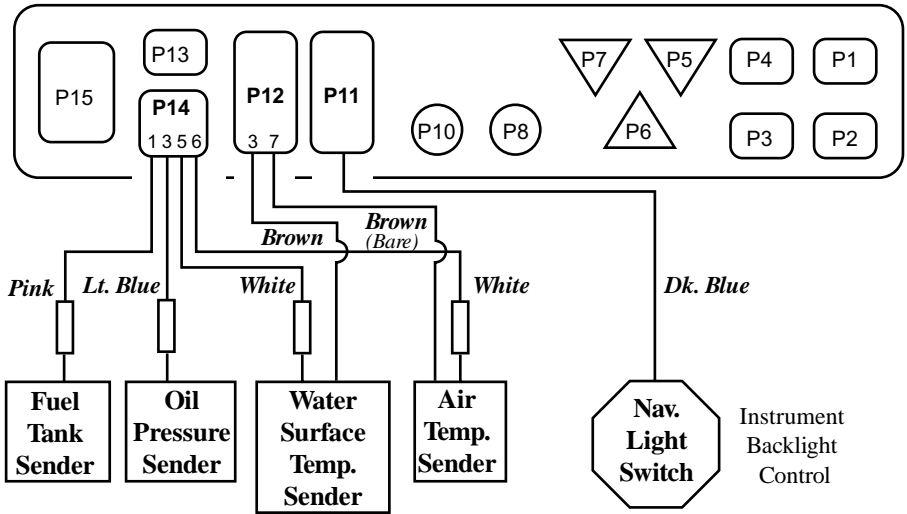 P15
P13
P14
1 3 5 6
P12
3 7
P11
P10
P8
P7
P5
P6
P4
P1
P3
P2
Brown
Brown
(Bare)
Pink
Lt. Blue
White
White
Dk. Blue
Fuel
Tank
Sender
Oil
Pressure
Sender
Water
Surface
Temp.
Sender
Air
Temp.
Sender
Nav.
Light
Switch
Instrument
Backlight
Control